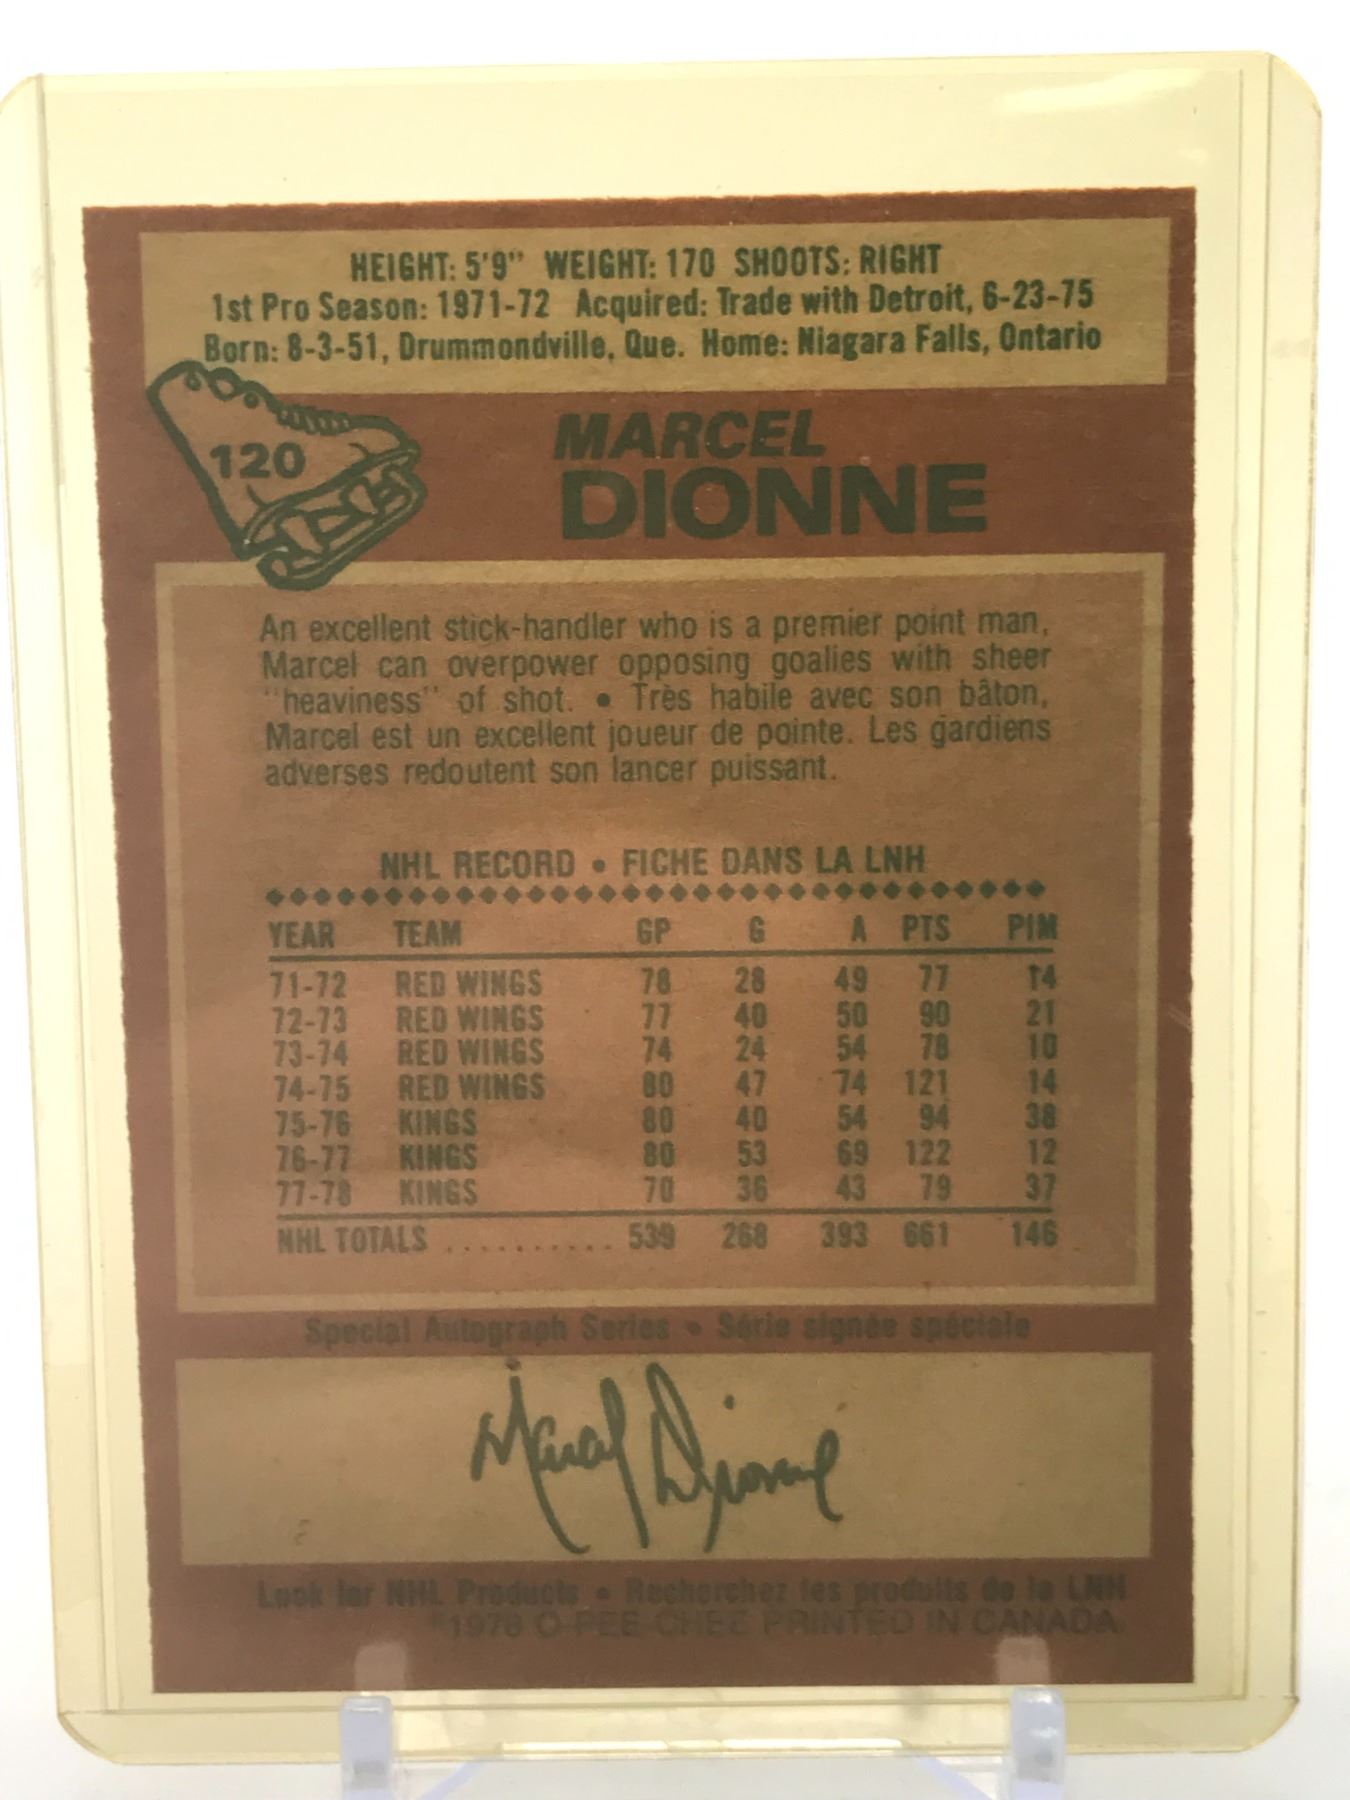 HEIGHT: 5'9" WEIGHT: 170 SHOOTS: RIGHT
1st Pro Season: 1971-72 Acquired: Trade with Detroit, 6-23-75
Born: 8-3-51, Drummondville, Que. Home: Niagara Falls, Ontario
120
MARCEL
DIONNE
An excellent stick-handler who is a premier point man,
Marcel can overpower opposing goalies with sheer
"heaviness" of shot. • Très habile avec son bâton,
Marcel est un excellent joueur de pointe. Les gardiens
adverses redoutent son lancer puissant.
NHL RECORD • FICHE DANS LA LNH
YEAR TEAM GP G A PTS PIM
71-72 RED WINGS 78 28 49 77 14
72-73 RED WINGS 77 40 50 90 21
73-74 RED WINGS 74 24 54 78 10
74-75 RED WINGS 80 47 74 121 14
75-76 KINGS 80 40 54 94 38
76-77 KINGS 80 53 69 122 12
77-78 KINGS 70 36 43 79 37
NHL TOTALS .......... 539 268 393 661 146
Special Autograph Series • Série signée spéciale
Marcel Dionne
Look for NHL Products • Recherchez les produits de la LNH
©1978 O-PEE-CHEE PRINTED IN CANADA.